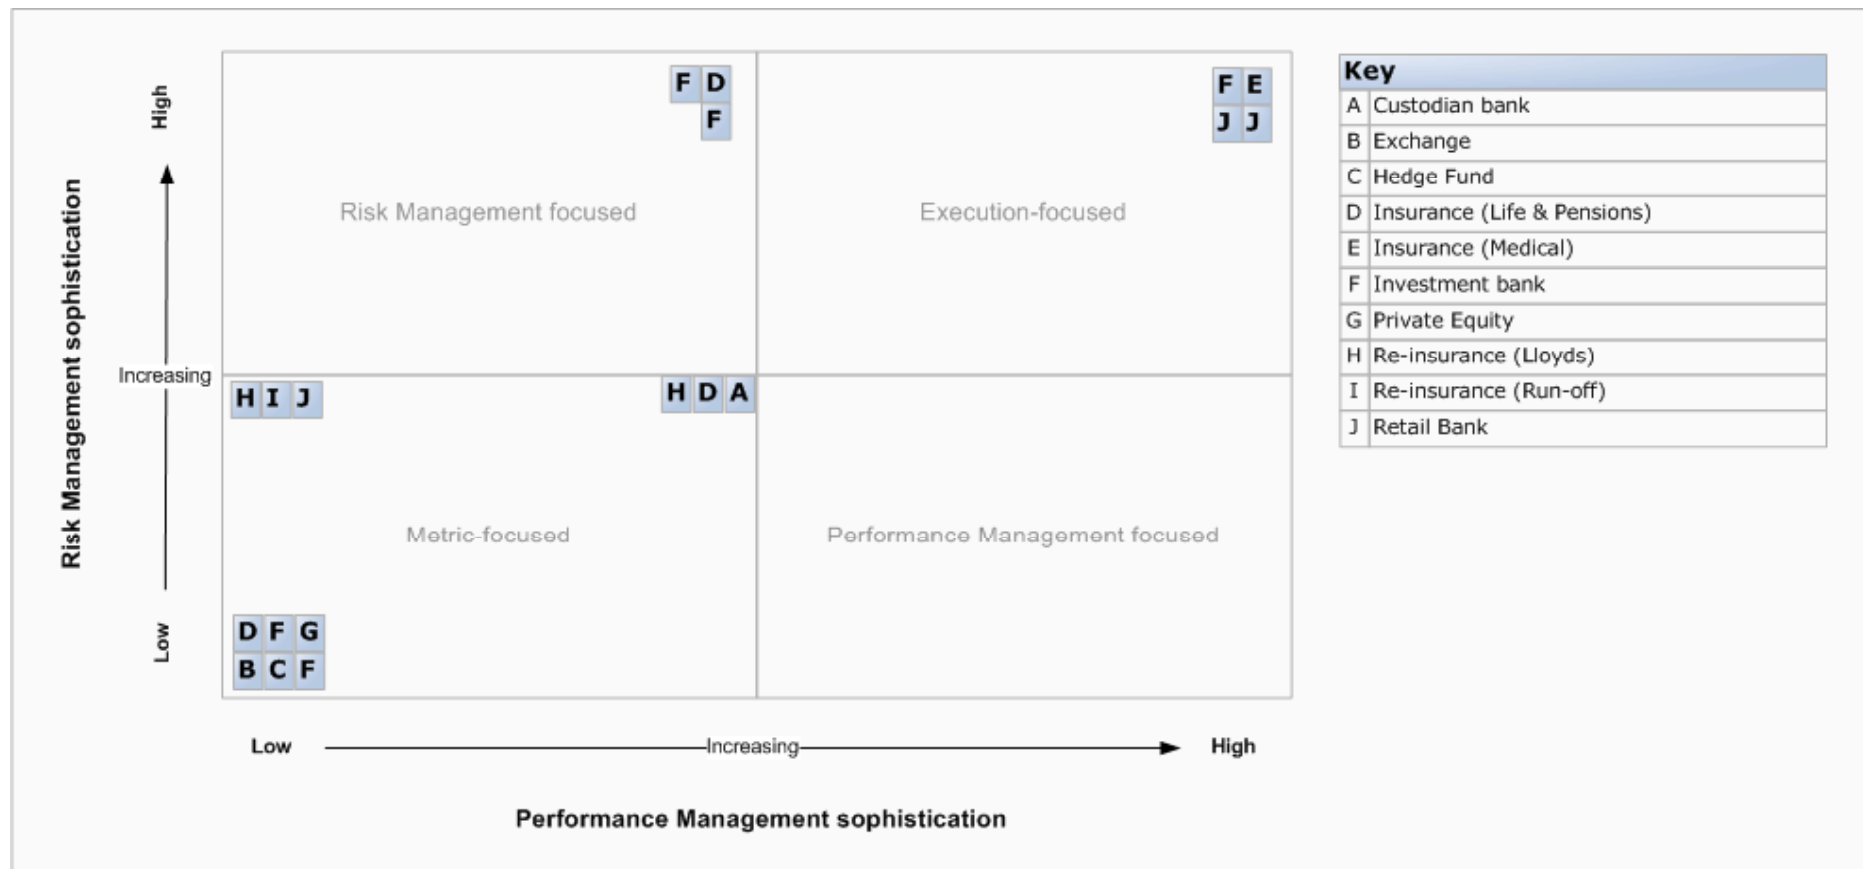 High
Increasing
Low
Risk Management sophistication
F D
F
Risk Management focused
F E
J J
Execution-focused
H I J
H D A
Metric-focused
D F G
B C F
Performance Management focused
Low
Increasing
High
Performance Management sophistication
Key
A Custodian bank
B Exchange
C Hedge Fund
D Insurance (Life & Pensions)
E Insurance (Medical)
F Investment bank
G Private Equity
H Re-insurance (Lloyds)
I Re-insurance (Run-off)
J Retail Bank